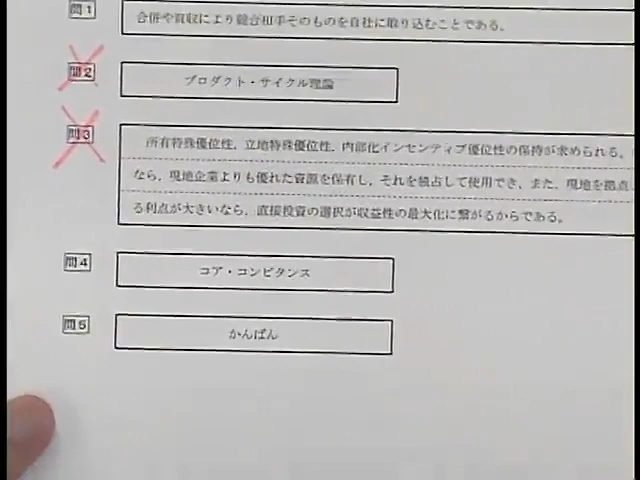 問1
合併や買収により競合相手そのものを自社に取り込むことである。
問2
プロダクト・サイクル理論
問3
所有特殊優位性，立地特殊優位性，内部化インセンティブ優位性の保持が求められる。
なら，現地企業よりも優れた資源を保有し，それを独占して使用でき，また，現地を拠点
る利点が大きいなら，直接投資の選択が収益性の最大化に繋がるからである。
問4
コア・コンピタンス
問5
かんばん